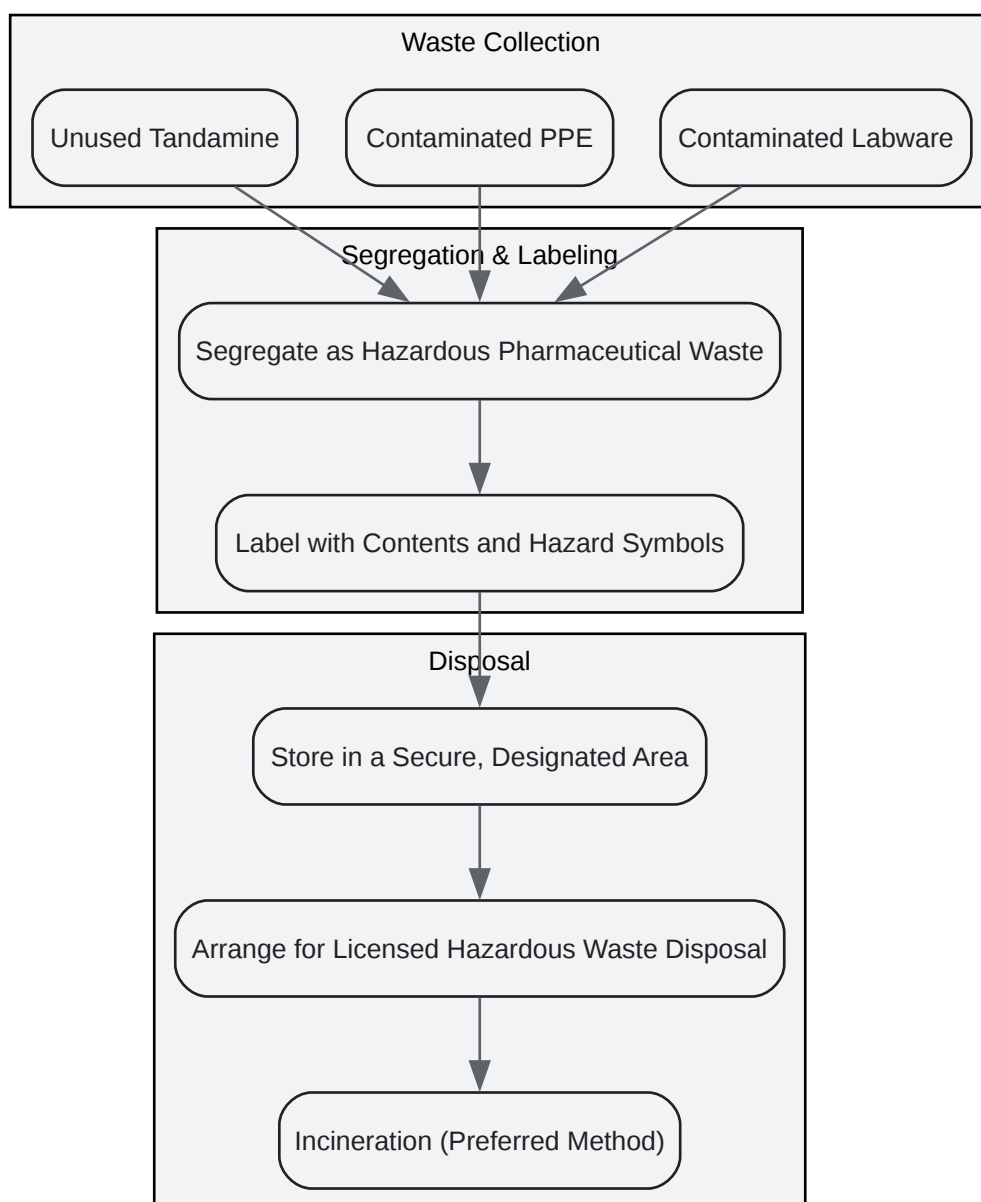 Waste Collection
Unused Tandamine
Contaminated PPE
Contaminated Labware
Segregation & Labeling
Segregate as Hazardous Pharmaceutical Waste
Label with Contents and Hazard Symbols
Disposal
Store in a Secure, Designated Area
Arrange for Licensed Hazardous Waste Disposal
Incineration (Preferred Method)